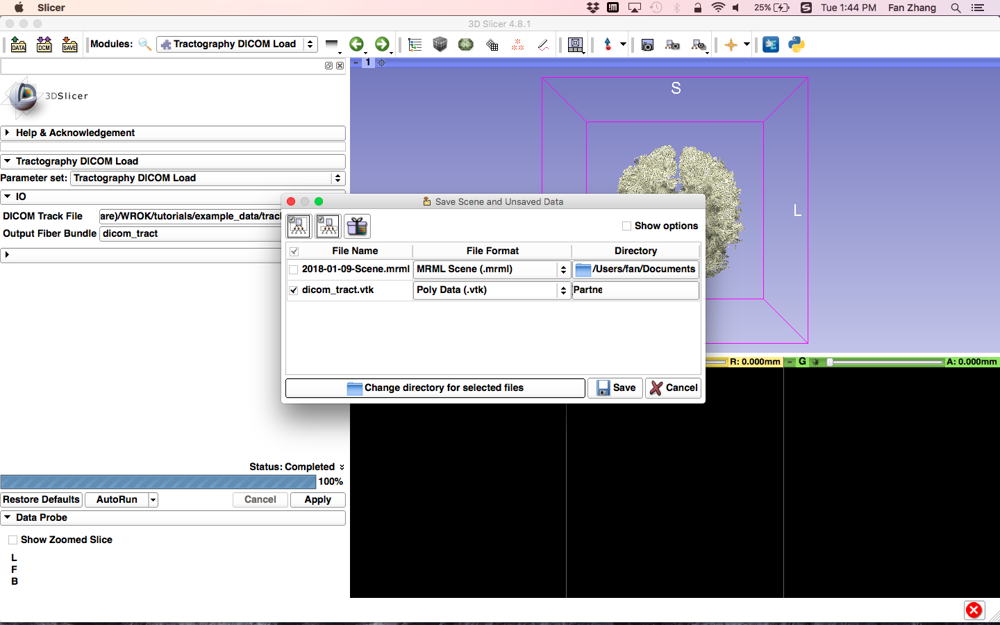 Slicer
25%
Tue 1:44 PM
Fan Zhang
3D Slicer 4.8.1
DATA
DCM
SAVE
Modules:
Tractography DICOM Load
1
3DSlicer
S
L
Help & Acknowledgement
Tractography DICOM Load
Parameter set:
Tractography DICOM Load
IO
DICOM Track File
are)/WROK/tutorials/example_data/tracl
Output Fiber Bundle
dicom_tract
Save Scene and Unsaved Data
Show options
File Name
File Format
Directory
2018-01-09-Scene.mrml
MRML Scene (.mrml)
/Users/fan/Documents
dicom_tract.vtk
Poly Data (.vtk)
Partne
Change directory for selected files
Save
Cancel
R: 0.000mm
G
A: 0.000mm
Status: Completed
100%
Restore Defaults
AutoRun
Cancel
Apply
Data Probe
Show Zoomed Slice
L
F
B